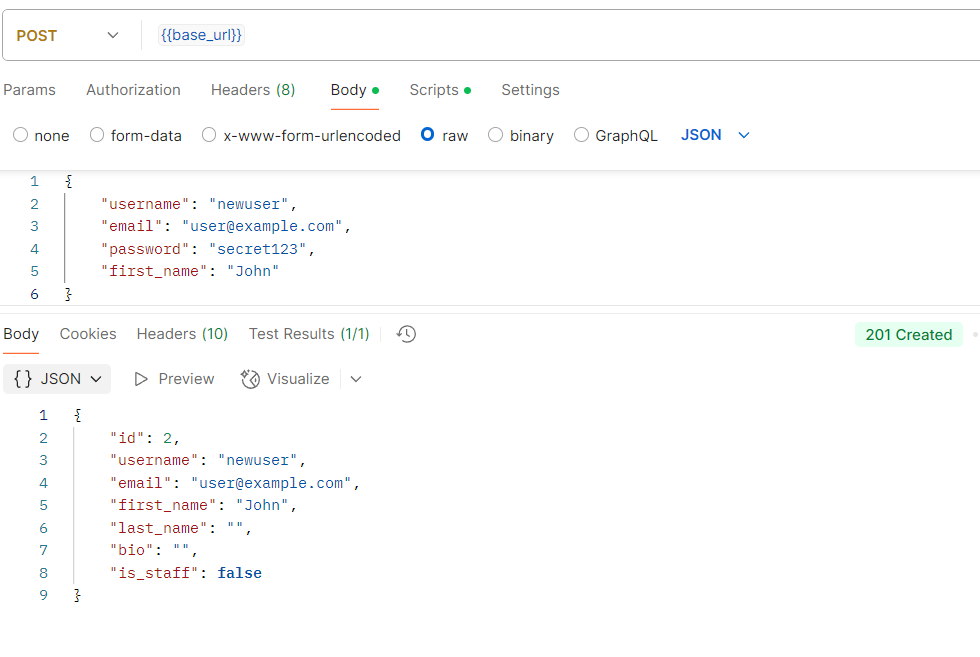 POST {{base_url}}
Params Authorization Headers (8) Body Scripts Settings
none form-data x-www-form-urlencoded raw binary GraphQL JSON
1 {
2 "username": "newuser",
3 "email": "user@example.com",
4 "password": "secret123",
5 "first_name": "John"
6 }
Body Cookies Headers (10) Test Results (1/1) 201 Created
{} JSON Preview Visualize
1 {
2 "id": 2,
3 "username": "newuser",
4 "email": "user@example.com",
5 "first_name": "John",
6 "last_name": "",
7 "bio": "",
8 "is_staff": false
9 }